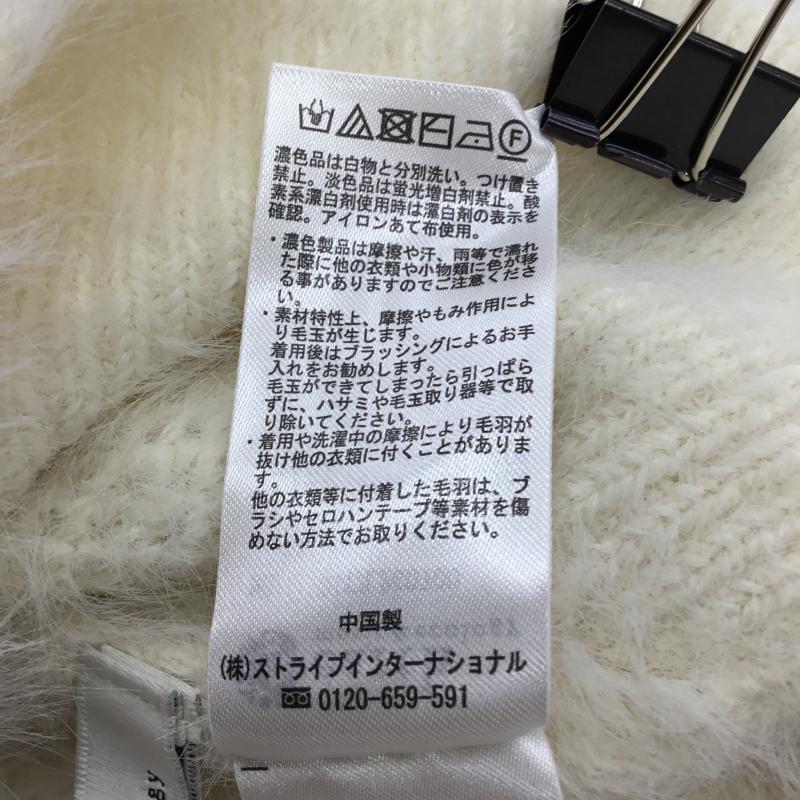 F
濃色品は白物と分別洗い。つけ置き
禁止。淡色品は蛍光増白剤禁止。酸
素系漂白剤使用時は漂白剤の表示を
確認。アイロンあて布使用。
・濃色製品は摩擦や汗、雨等で濡れ
た際に他の衣類や小物類に色が移
る事がありますのでご注意くださ
い。
・素材特性上、摩擦やもみ作用によ
り毛玉が生じます。
着用後はブラッシングによるお手
入れをお勧めします。
毛玉ができてしまったら引っぱら
ずに、ハサミや毛玉取り器等で取
り除いてください。
・着用や洗濯中の摩擦により毛羽が
抜け他の衣類に付くことがありま
す。
他の衣類等に付着した毛羽は、ブ
ラシやセロハンテープ等素材を傷
めない方法でお取りください。
中国製
(株)ストライプインターナショナル
0120-659-591
gy